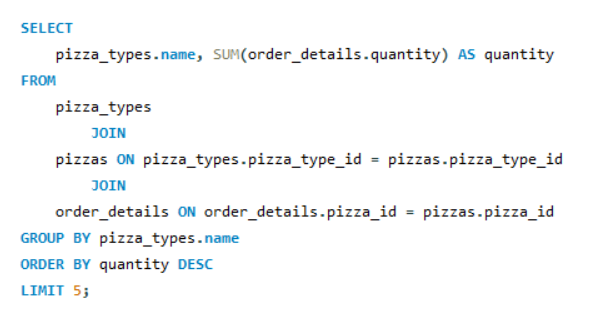 SELECT
pizza_types.name, SUM(order_details.quantity) AS quantity
FROM
pizza_types
JOIN
pizzas ON pizza_types.pizza_type_id = pizzas.pizza_type_id
JOIN
order_details ON order_details.pizza_id = pizzas.pizza_id
GROUP BY pizza_types.name
ORDER BY quantity DESC
LIMIT 5;